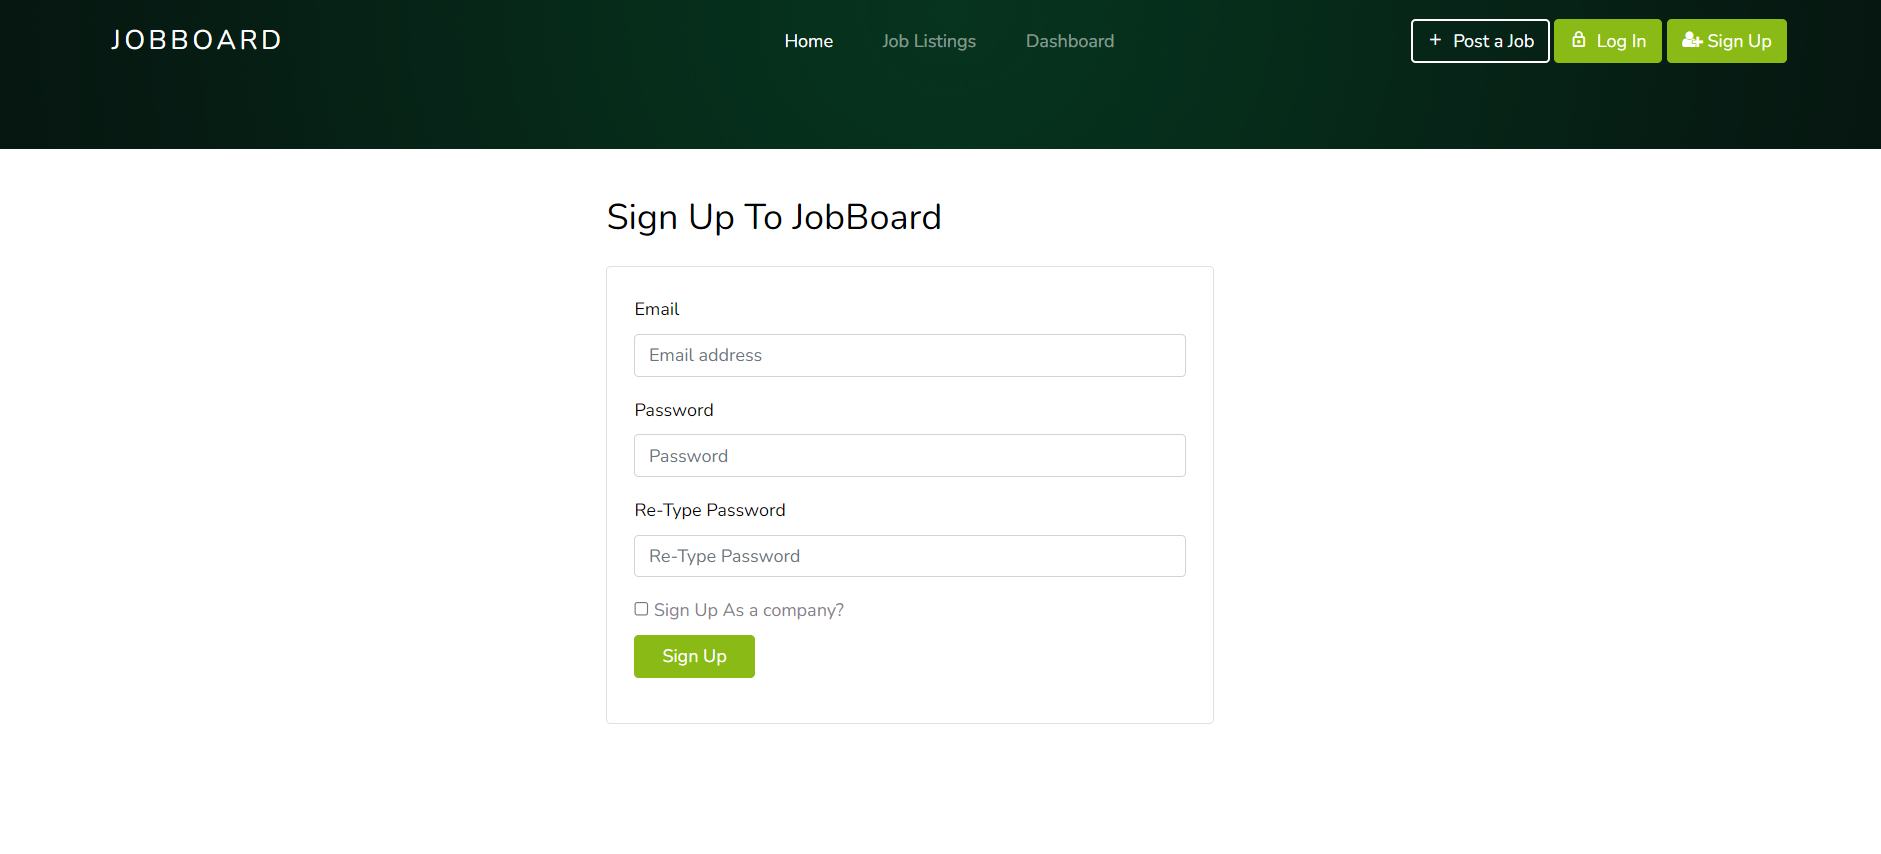 JOBBOARD Home Job Listings Dashboard + Post a Job Log In Sign Up
Sign Up To JobBoard
Email
Email address
Password
Password
Re-Type Password
Re-Type Password
Sign Up As a company?
Sign Up